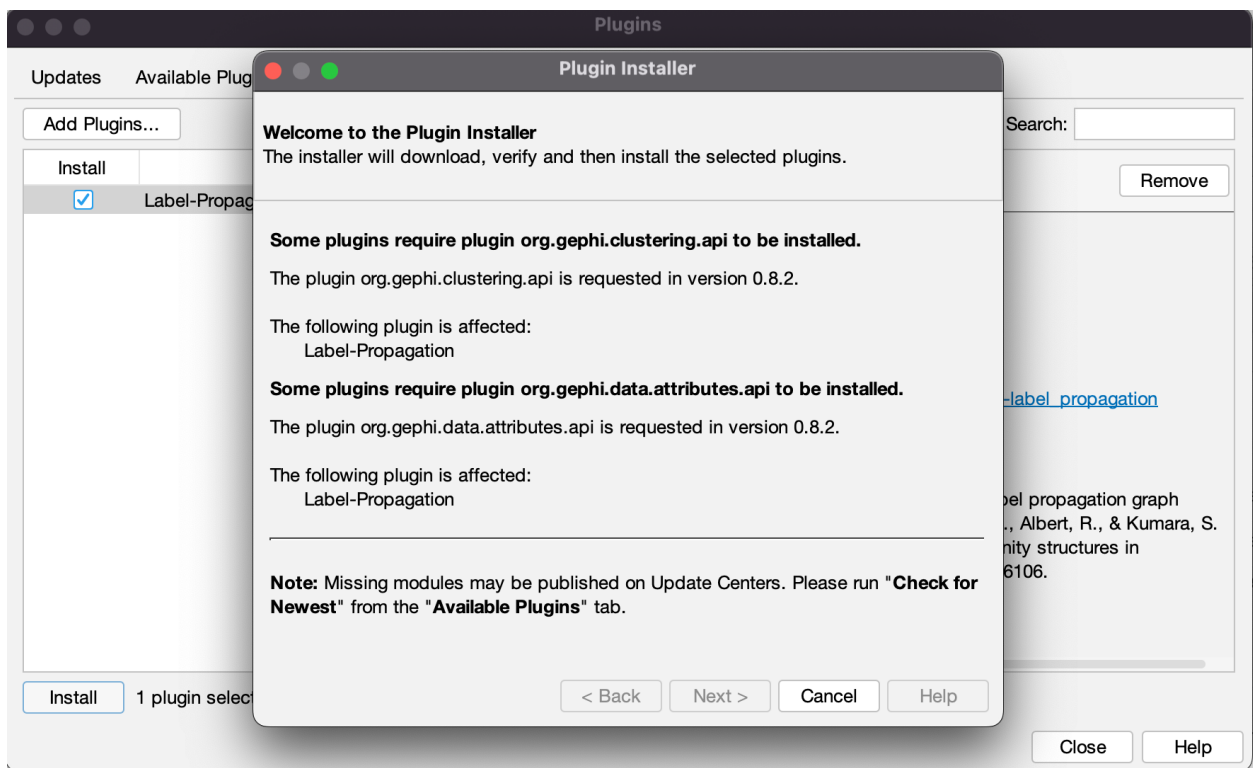 Plugins
Updates
Available Plug
Plugin Installer
Add Plugins...
Search:
Install
Label-Propag
Remove
Welcome to the Plugin Installer
The installer will download, verify and then install the selected plugins.
Some plugins require plugin org.gephi.clustering.api to be installed.
The plugin org.gephi.clustering.api is requested in version 0.8.2.
The following plugin is affected:
Label-Propagation
Some plugins require plugin org.gephi.data.attributes.api to be installed.
The plugin org.gephi.data.attributes.api is requested in version 0.8.2.
The following plugin is affected:
Label-Propagation
Note: Missing modules may be published on Update Centers. Please run "Check for
Newest" from the "Available Plugins" tab.
< Back
Next >
Cancel
Help
-label_propagation
bel propagation graph
., Albert, R., & Kumara, S.
nity structures in
6106.
Install
1 plugin select
Close
Help